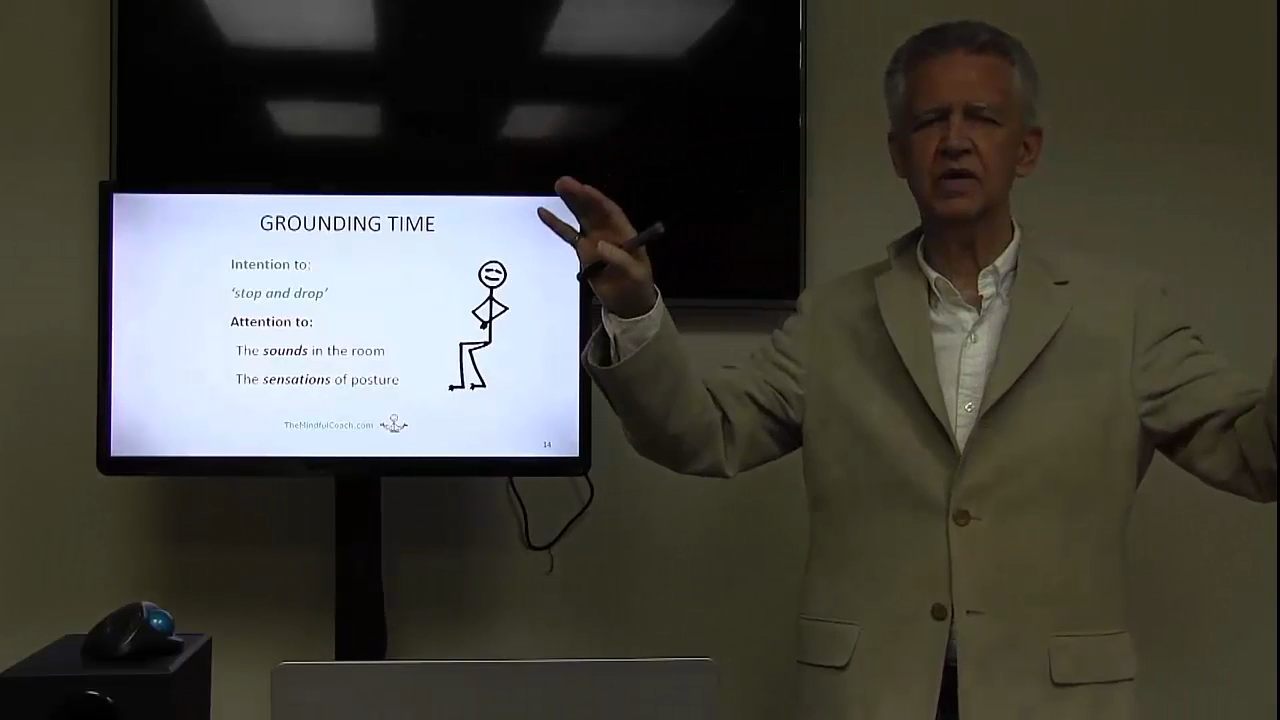 GROUNDING TIME
Intention to:
‘stop and drop’
Attention to:
The sounds in the room
The sensations of posture
TheMindfulCoach.com
14